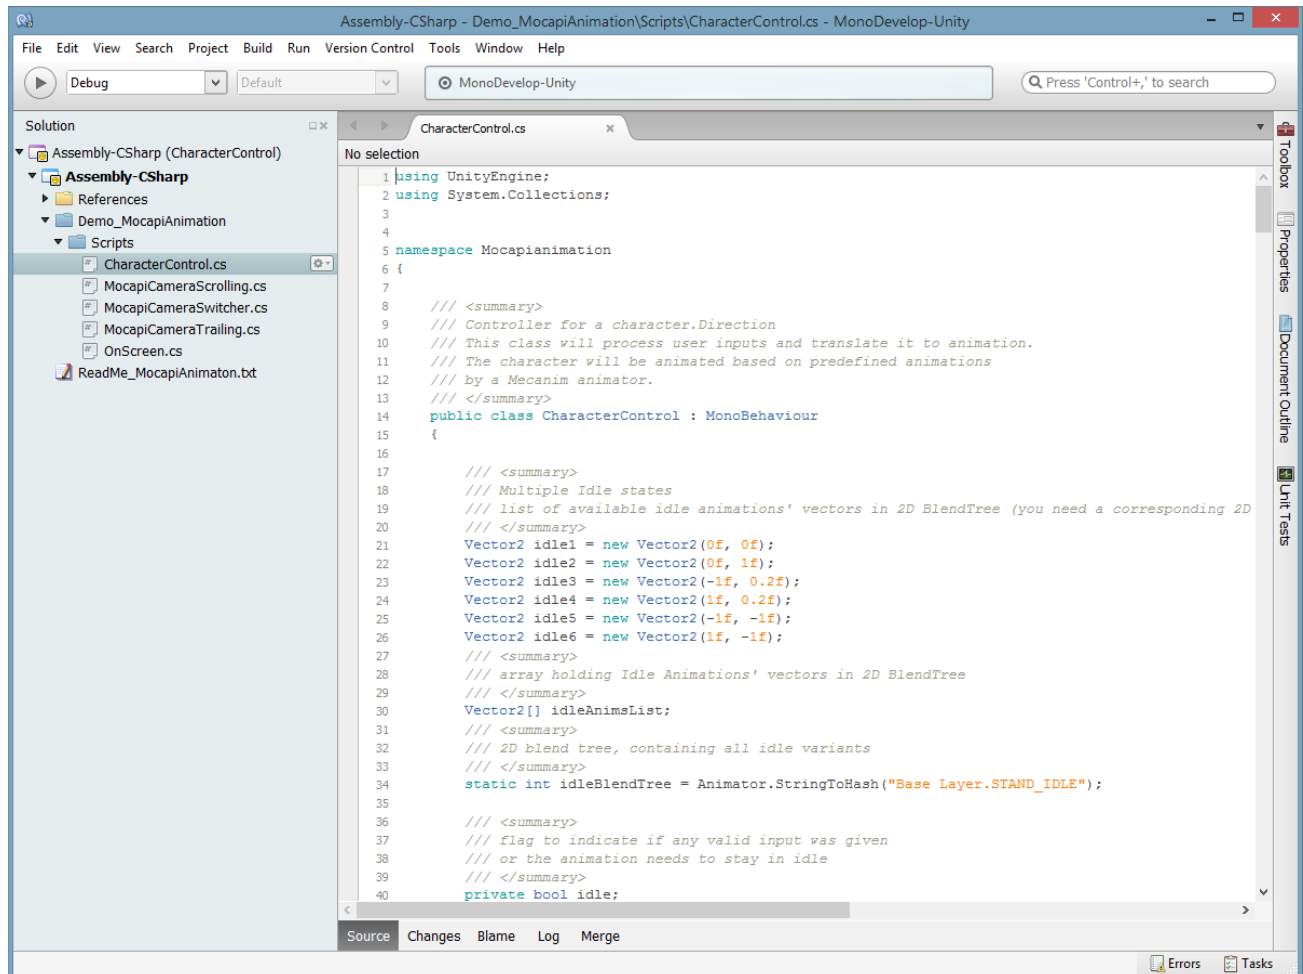 Assembly-CSharp - Demo_MocapiAnimation\Scripts\CharacterControl.cs - MonoDevelop-Unity
File Edit View Search Project Build Run Version Control Tools Window Help
Debug Default MonoDevelop-Unity Press 'Control+,' to search
Solution
Assembly-CSharp (CharacterControl)
Assembly-CSharp
References
Demo_MocapiAnimation
Scripts
CharacterControl.cs
MocapiCameraScrolling.cs
MocapiCameraSwitcher.cs
MocapiCameraTrailing.cs
OnScreen.cs
ReadMe_MocapiAnimaton.txt
CharacterControl.cs
No selection
1 using UnityEngine;
2 using System.Collections;
3
4
5 namespace Mocapianimation
6 {
7
8 /// <summary>
9 /// Controller for a character.Direction
10 /// This class will process user inputs and translate it to animation.
11 /// The character will be animated based on predefined animations
12 /// by a Mecanim animator.
13 /// </summary>
14 public class CharacterControl : MonoBehaviour
15 {
16
17 /// <summary>
18 /// Multiple Idle states
19 /// list of available idle animations' vectors in 2D BlendTree (you need a corresponding 2D
20 /// </summary>
21 Vector2 idle1 = new Vector2(0f, 0f);
22 Vector2 idle2 = new Vector2(0f, 1f);
23 Vector2 idle3 = new Vector2(-1f, 0.2f);
24 Vector2 idle4 = new Vector2(1f, 0.2f);
25 Vector2 idle5 = new Vector2(-1f, -1f);
26 Vector2 idle6 = new Vector2(1f, -1f);
27 /// <summary>
28 /// array holding Idle Animations' vectors in 2D BlendTree
29 /// </summary>
30 Vector2[] idleAnimsList;
31 /// <summary>
32 /// 2D blend tree, containing all idle variants
33 /// </summary>
34 static int idleBlendTree = Animator.StringToHash("Base Layer.STAND_IDLE");
35
36 /// <summary>
37 /// flag to indicate if any valid input was given
38 /// or the animation needs to stay in idle
39 /// </summary>
40 private bool idle;
Source Changes Blame Log Merge
Toolbox
Properties
Document Outline
Unit Tests
Errors Tasks